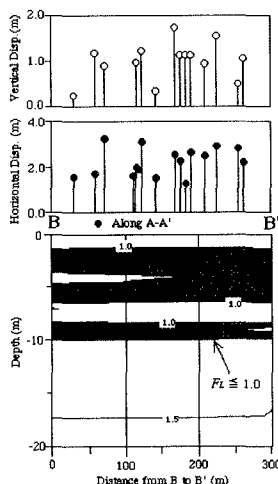 Vertical Disp. (m)
2.0
1.0
0.0
Horizontal Disp. (m)
4.0
2.0
0.0
B B'
● Along A-A'
Depth (m)
0
-10
-20
1.0
1.0
1.0
1.0
FL ≦ 1.0
1.5
0 100 200 300
Distance from B to B' (m)